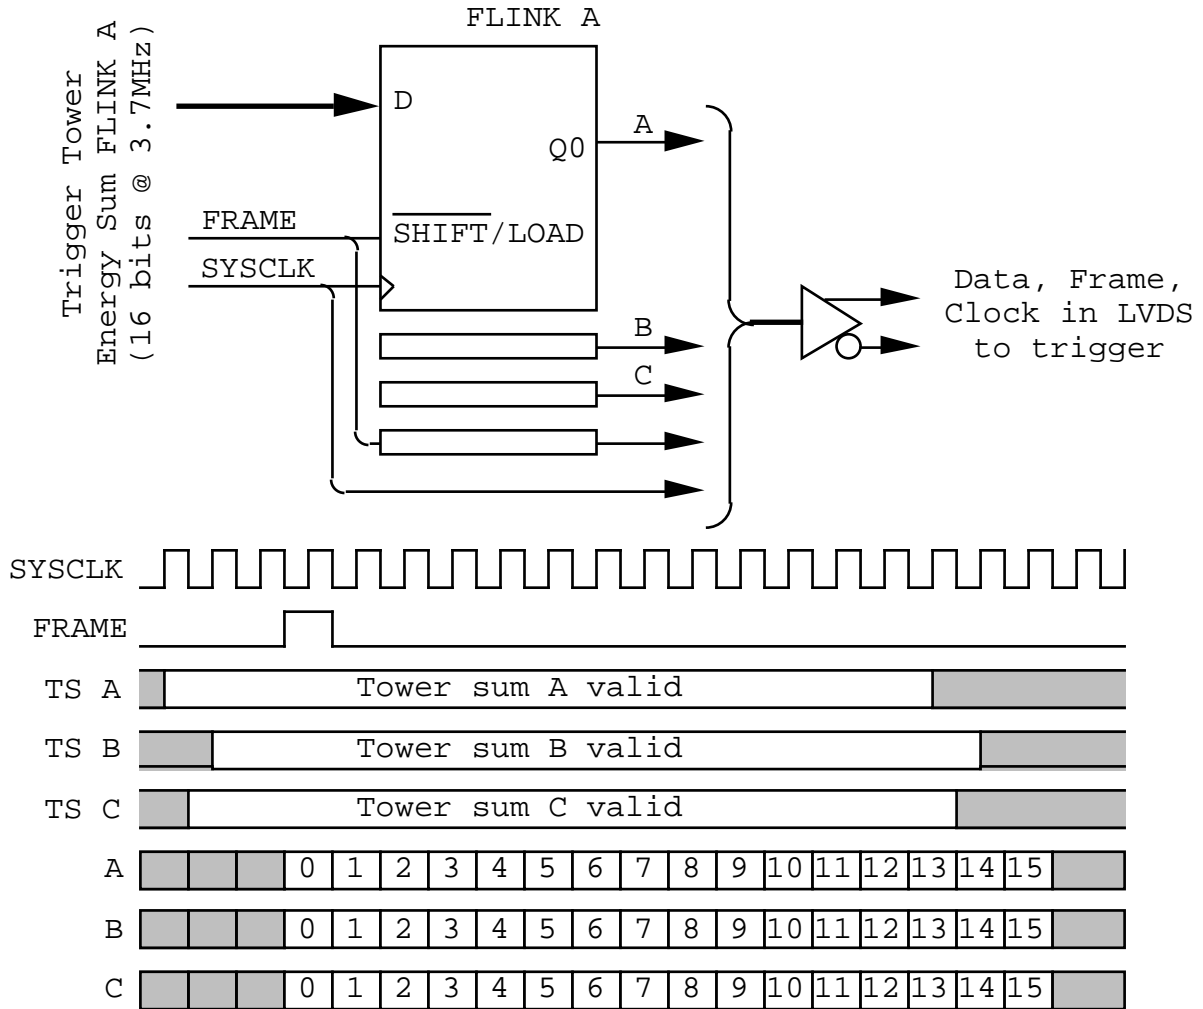 FLINK A
Trigger Tower
Energy Sum FLINK A
(16 bits @ 3.7MHz)
D
A
Q0
FRAME
SHIFT/LOAD
SYSCLK
B
C
Data, Frame,
Clock in LVDS
to trigger
SYSCLK
FRAME
TS A Tower sum A valid
TS B Tower sum B valid
TS C Tower sum C valid
A 0 1 2 3 4 5 6 7 8 9 10 11 12 13 14 15
B 0 1 2 3 4 5 6 7 8 9 10 11 12 13 14 15
C 0 1 2 3 4 5 6 7 8 9 10 11 12 13 14 15